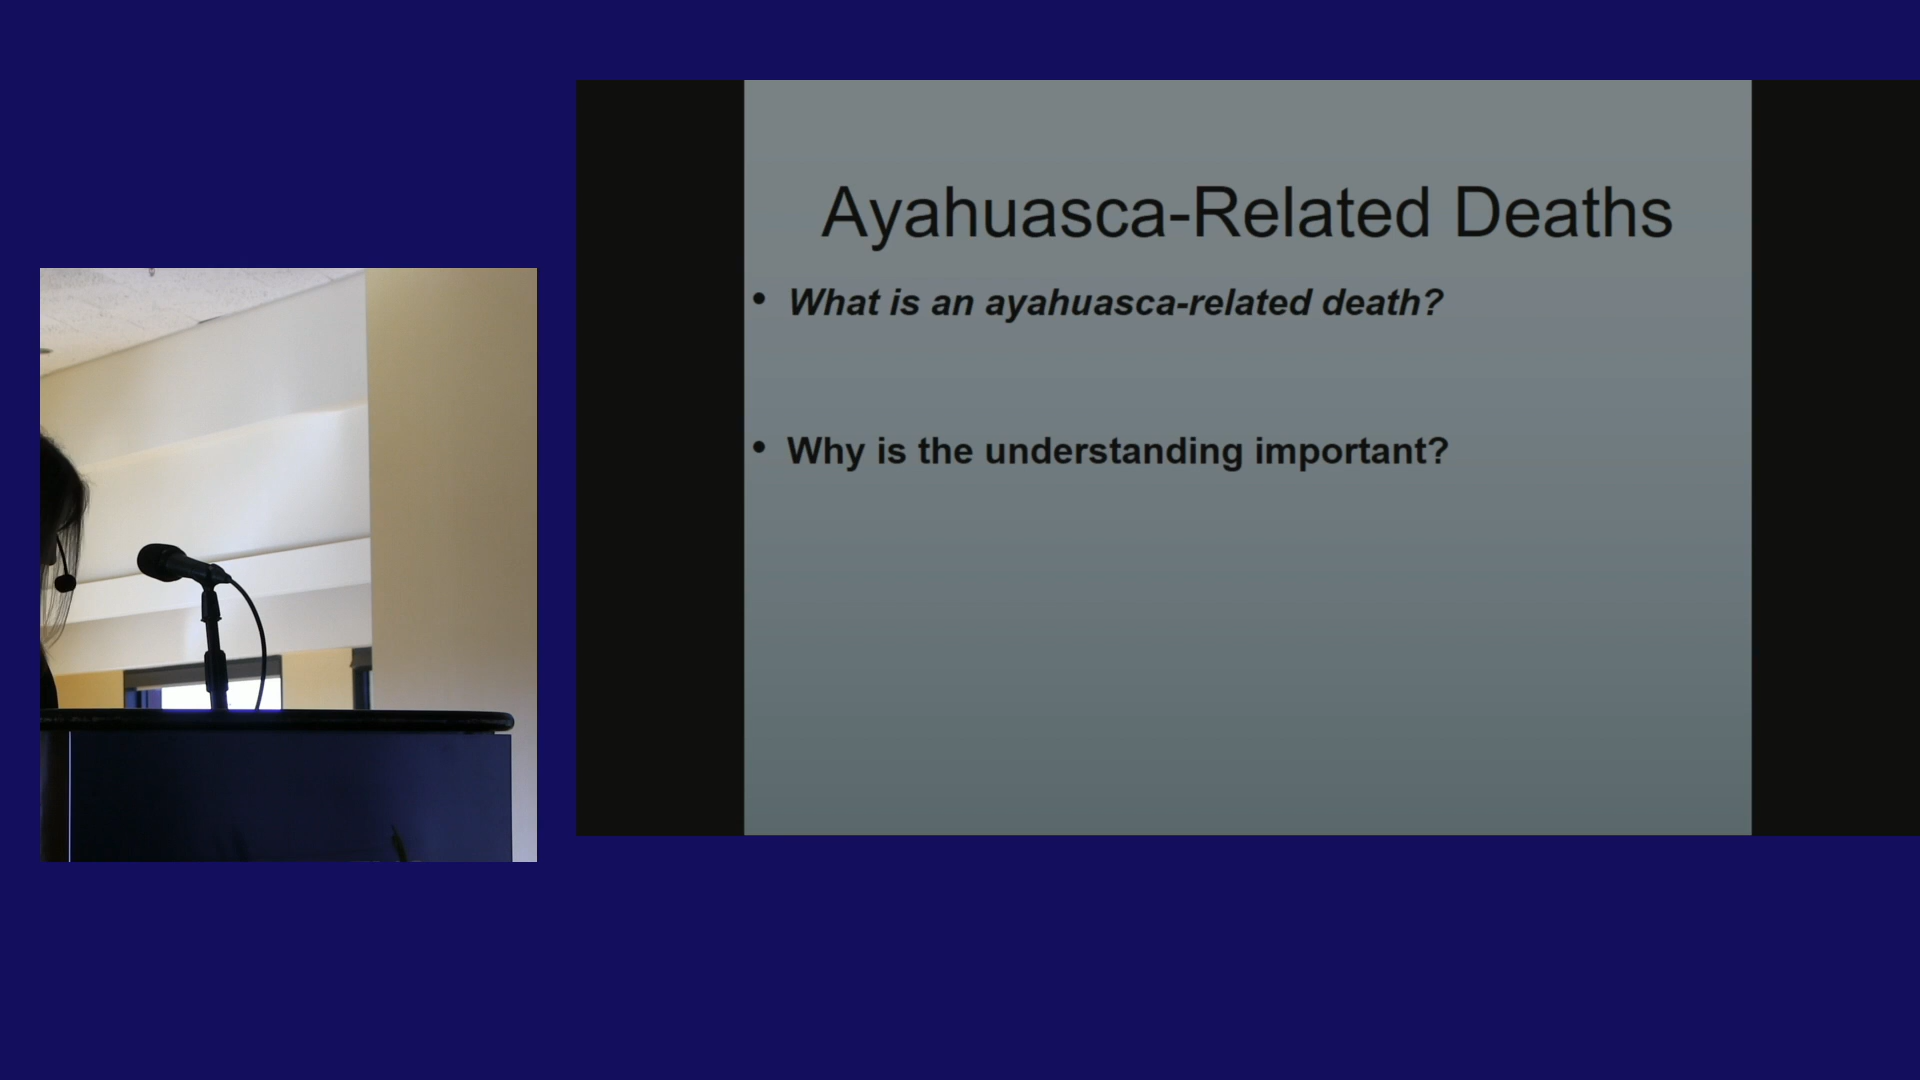 Ayahuasca-Related Deaths
• What is an ayahuasca-related death?
• Why is the understanding important?